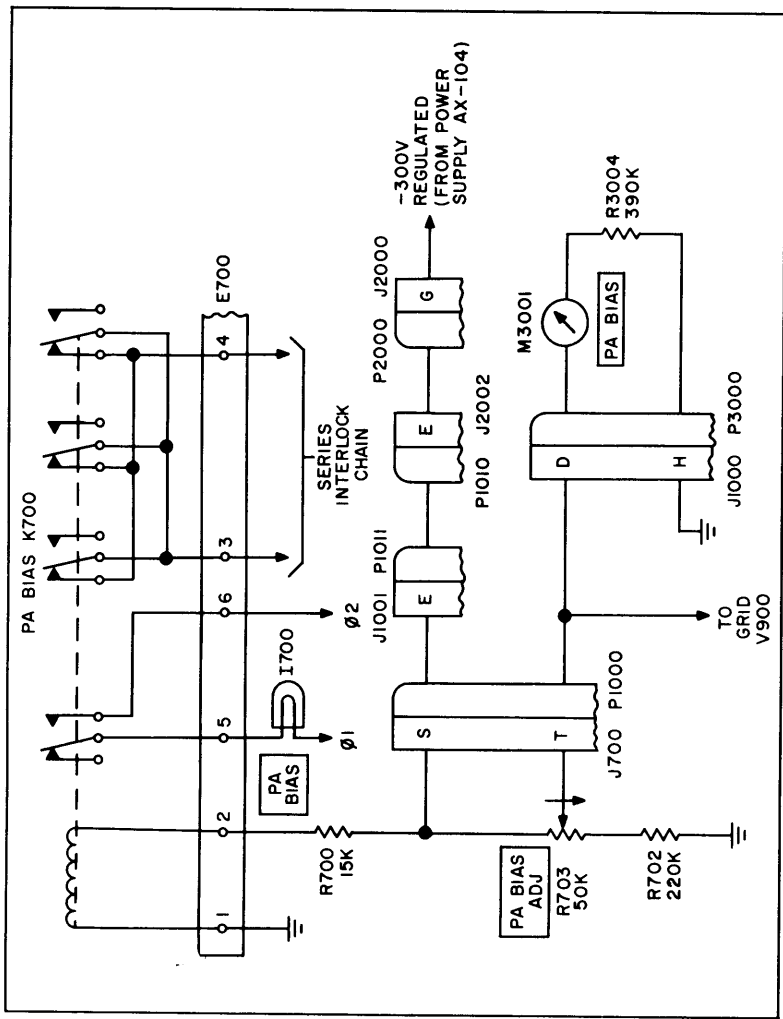 PA BIAS K700
E700
1
2
5
6
3
4
PA
BIAS
I700
Ø1
Ø2
SERIES
INTERLOCK
CHAIN
R700
15K
J1001 P1011
E
P1010 J2002
E
P2000 J2000
G
-300V
REGULATED
(FROM POWER
SUPPLY AX-104)
S
T
J700 P1000
PA BIAS
ADJ
R703
50K
R702
220K
TO
GRID
V900
D
H
J1000 P3000
M3001
PA BIAS
R3004
390K